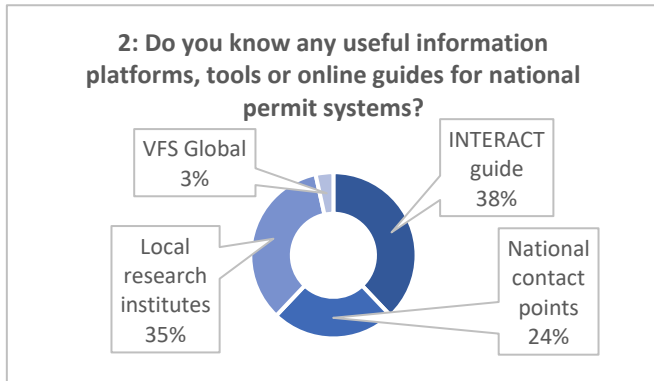 2: Do you know any useful information
platforms, tools or online guides for national
permit systems?
VFS Global
3%
INTERACT
guide
38%
Local
research
institutes
35%
National
contact
points
24%